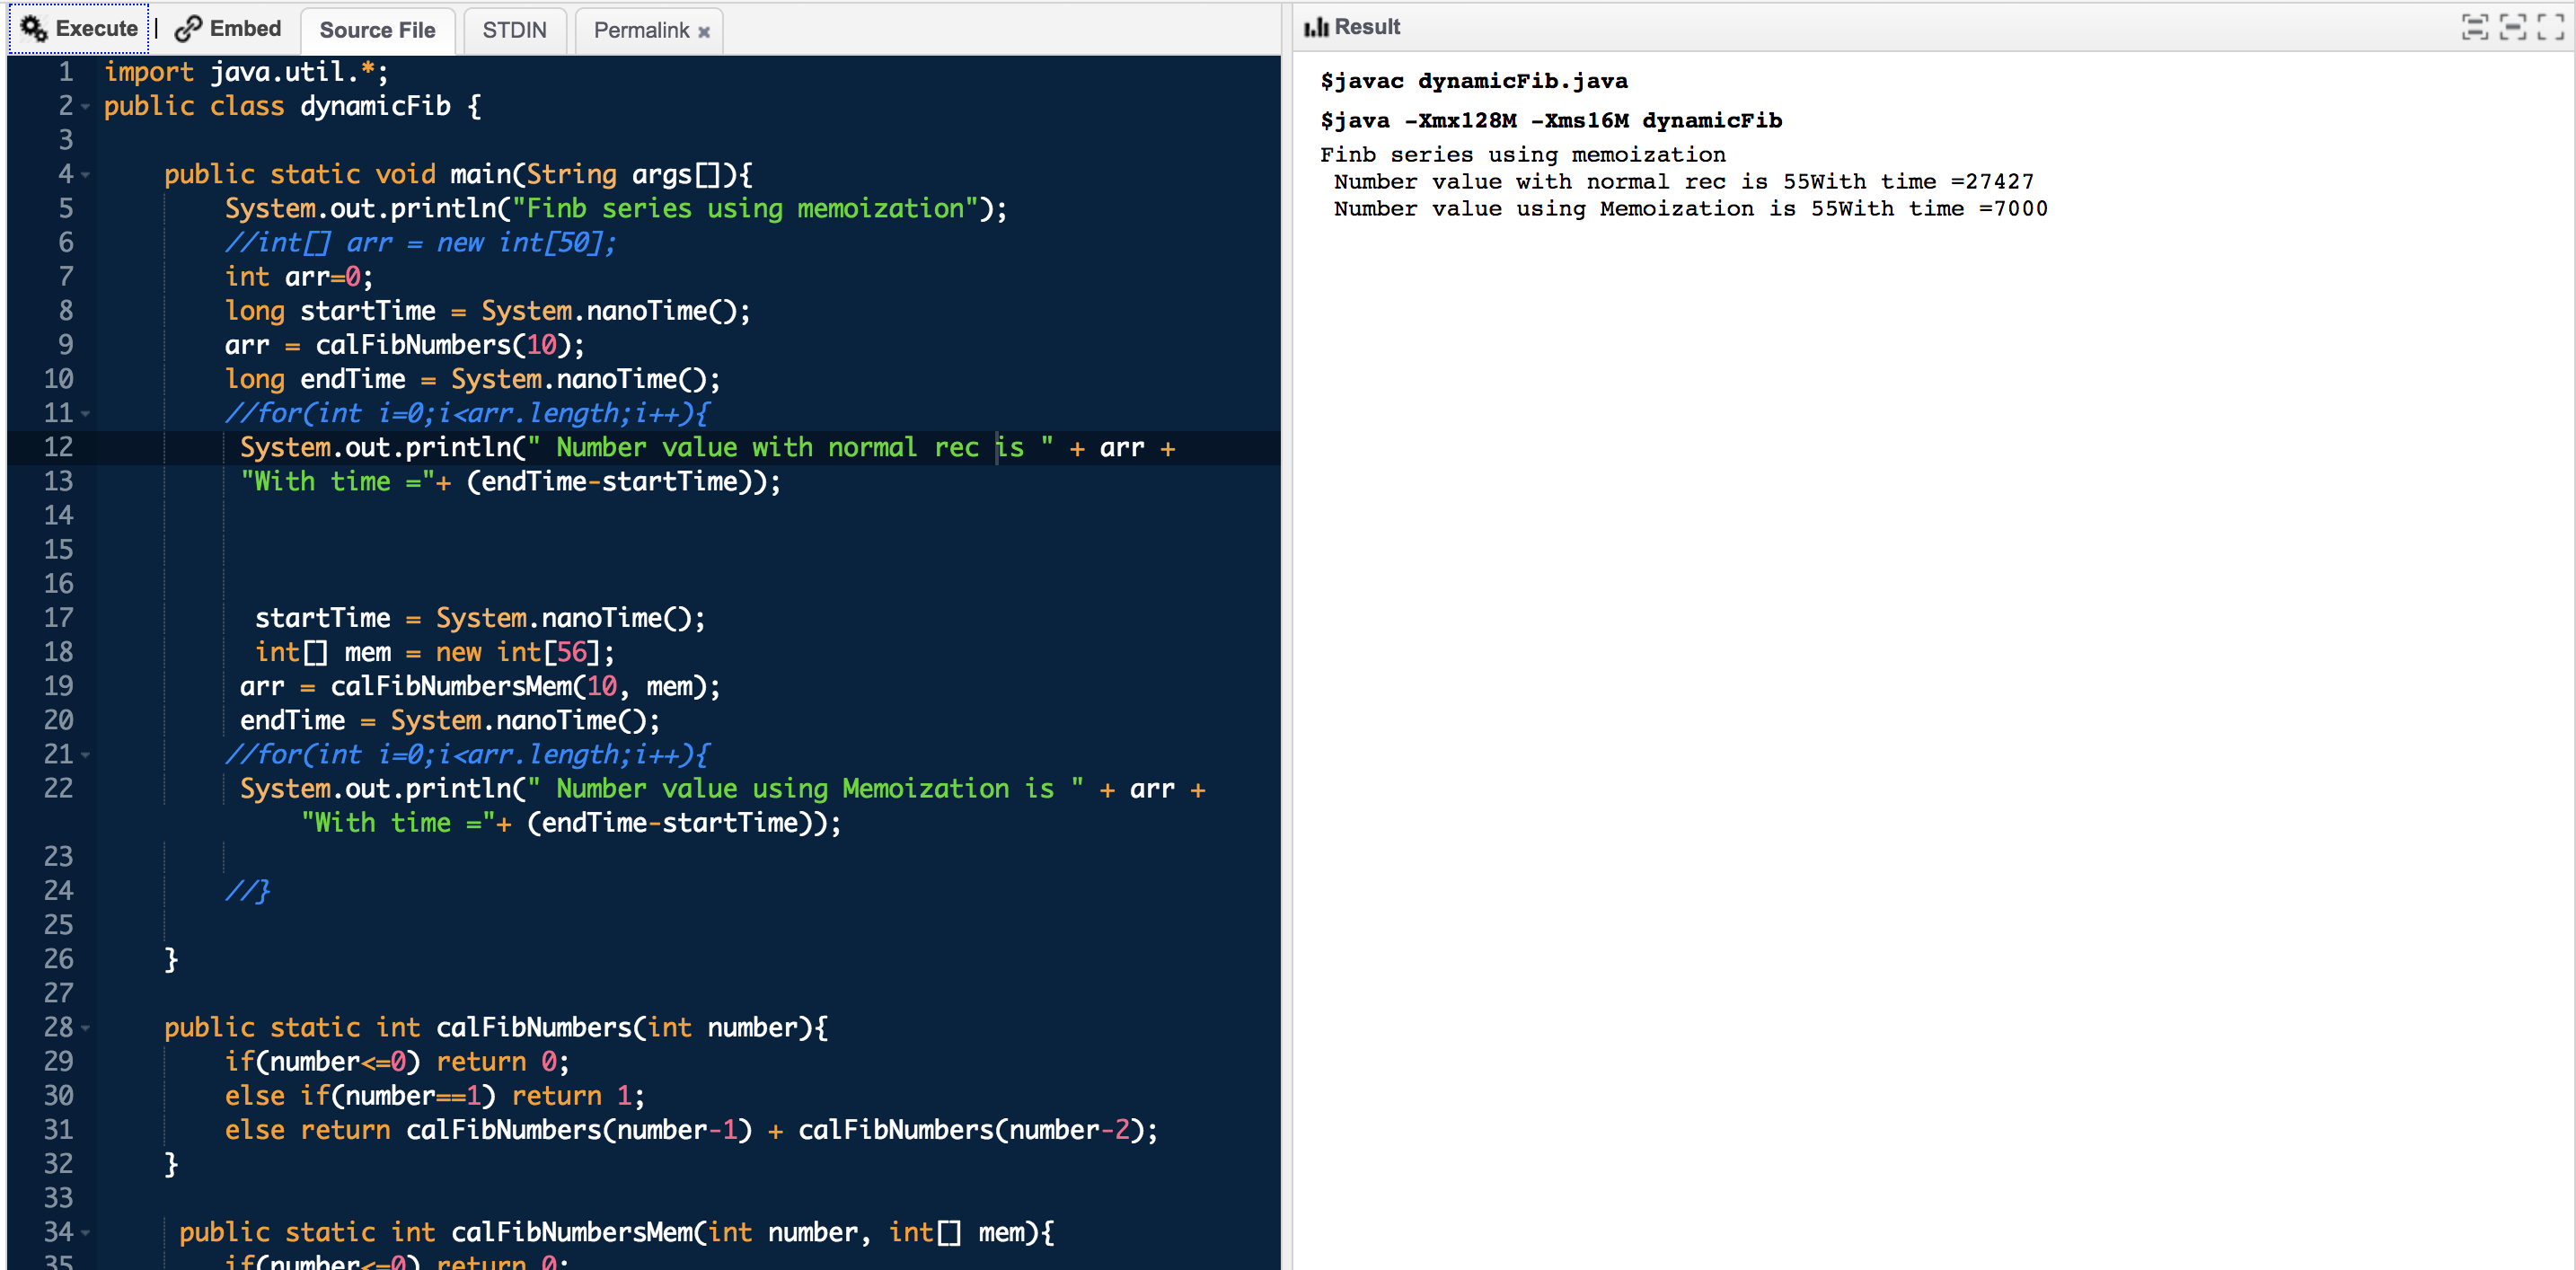 Execute | Embed Source File STDIN Permalink ×
1 import java.util.*;
2 public class dynamicFib {
3
4 public static void main(String args[]){
5 System.out.println("Finb series using memoization");
6 //int[] arr = new int[50];
7 int arr=0;
8 long startTime = System.nanoTime();
9 arr = calFibNumbers(10);
10 long endTime = System.nanoTime();
11 //for(int i=0;i<arr.length;i++){
12 System.out.println(" Number value with normal rec is " + arr +
13 "With time ="+ (endTime-startTime));
14
15
16
17 startTime = System.nanoTime();
18 int[] mem = new int[56];
19 arr = calFibNumbersMem(10, mem);
20 endTime = System.nanoTime();
21 //for(int i=0;i<arr.length;i++){
22 System.out.println(" Number value using Memoization is " + arr +
"With time ="+ (endTime-startTime));
23
24 //}
25
26 }
27
28 public static int calFibNumbers(int number){
29 if(number<=0) return 0;
30 else if(number==1) return 1;
31 else return calFibNumbers(number-1) + calFibNumbers(number-2);
32 }
33
34 public static int calFibNumbersMem(int number, int[] mem){
35 if(number<=0) return 0;
Result
$javac dynamicFib.java
$java -Xmx128M -Xms16M dynamicFib
Finb series using memoization
Number value with normal rec is 55With time =27427
Number value using Memoization is 55With time =7000